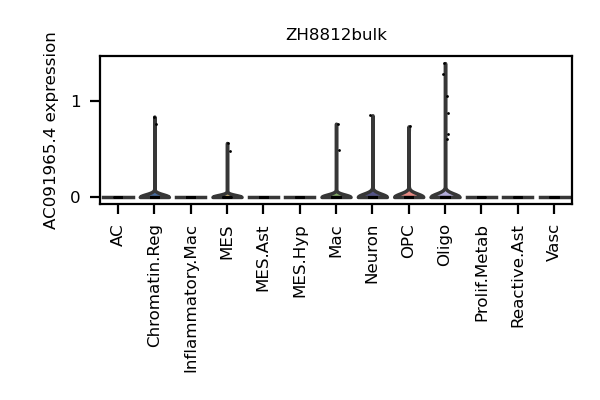 ZH8812bulk
AC091965.4 expression
1
0
AC
Chromatin.Reg
Inflammatory.Mac
MES
MES.Ast
MES.Hyp
Mac
Neuron
OPC
Oligo
Prolif.Metab
Reactive.Ast
Vasc